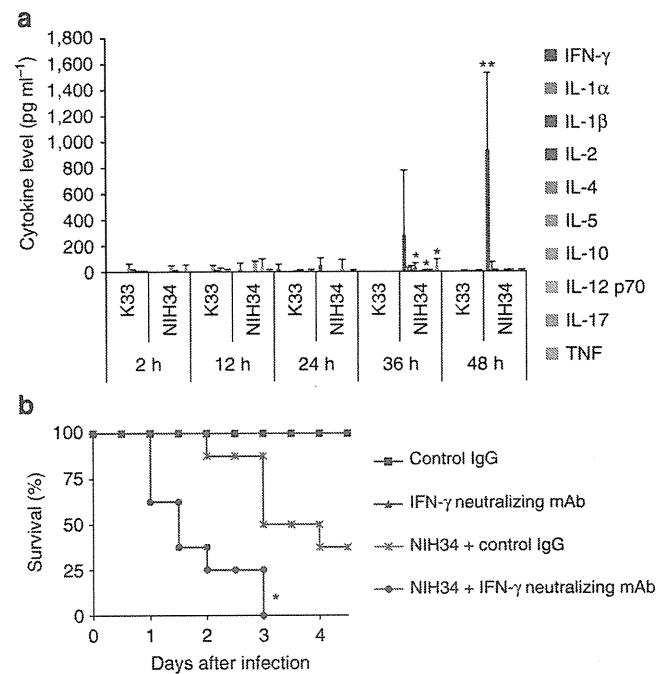 a
Cytokine level (pg ml⁻¹)
1,800
1,600
1,400
1,200
1,000
800
600
400
200
0
**
*
*
*
K33
NIH34
K33
NIH34
K33
NIH34
K33
NIH34
K33
NIH34
2 h
12 h
24 h
36 h
48 h
IFN-γ
IL-1α
IL-1β
IL-2
IL-4
IL-5
IL-10
IL-12 p70
IL-17
TNF
b
Survival (%)
100
75
50
25
0
*
0
1
2
3
4
Days after infection
Control IgG
IFN-γ neutralizing mAb
NIH34 + control IgG
NIH34 + IFN-γ neutralizing mAb